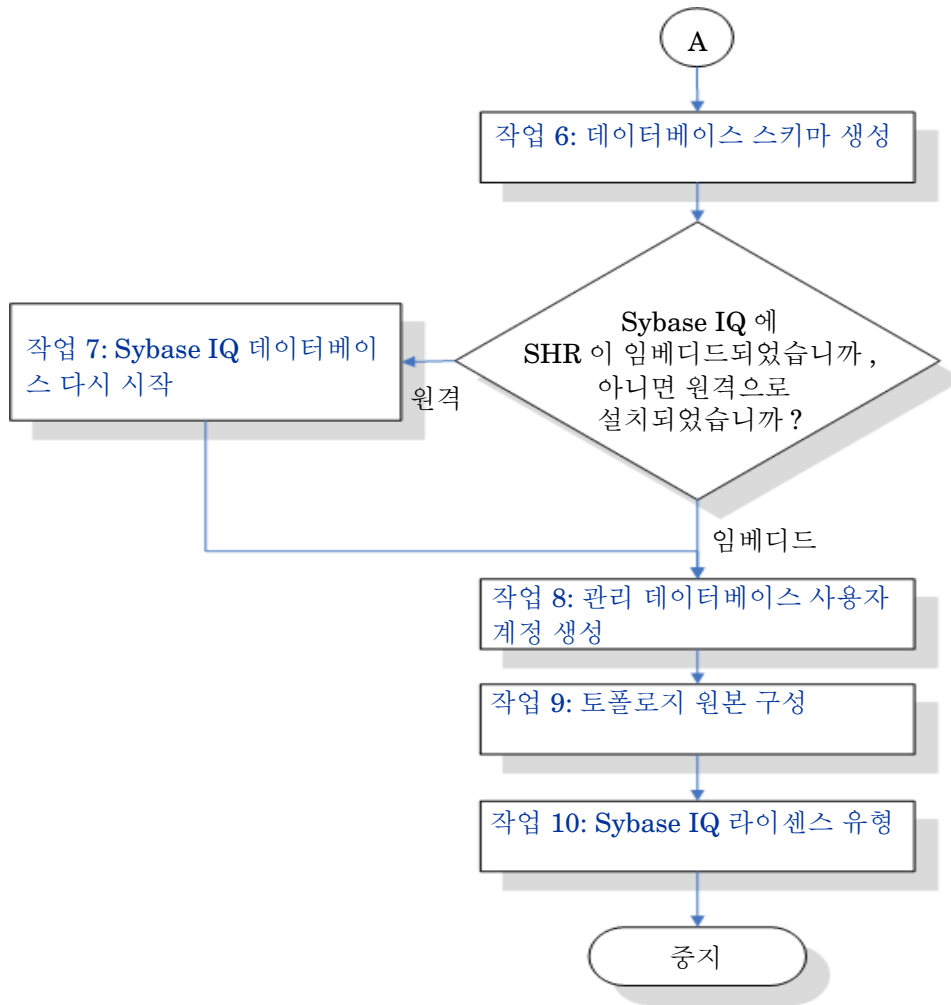 A
작업 6: 데이터베이스 스키마 생성
Sybase IQ 에
SHR 이 임베디드되었습니까 ,
아니면 원격으로
설치되었습니까 ?
작업 7: Sybase IQ 데이터베이
스 다시 시작
원격
임베디드
작업 8: 관리 데이터베이스 사용자
계정 생성
작업 9: 토폴로지 원본 구성
작업 10: Sybase IQ 라이센스 유형
중지